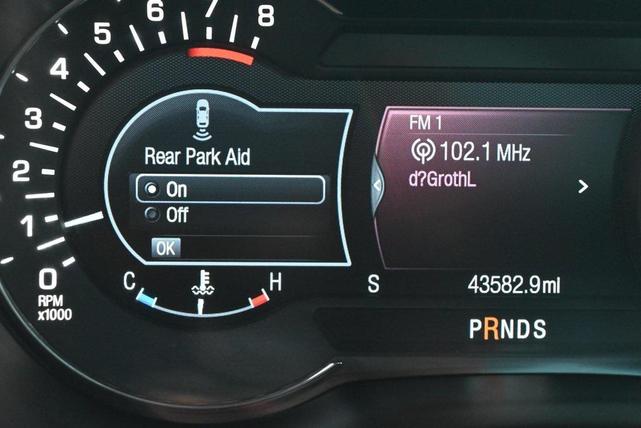 8
7
6
5
4
3
2
1
0
RPM
x1000
Rear Park Aid
On
Off
OK
C
H
FM 1
102.1 MHz
d?GrothL
S
43582.9ml
PRNDS